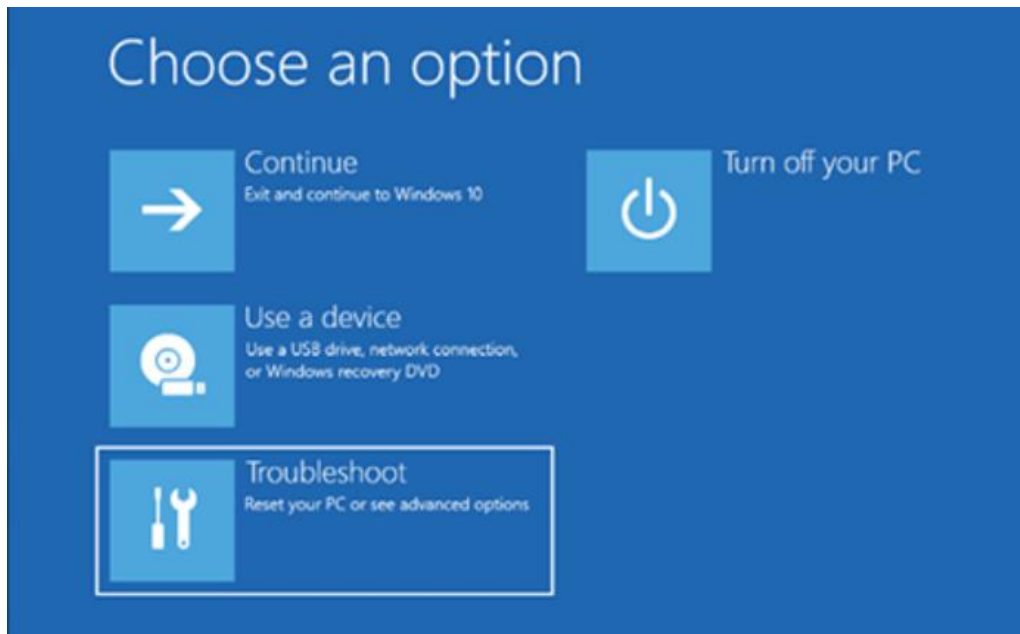 Choose an option
Continue
Exit and continue to Windows 10
Turn off your PC
Use a device
Use a USB drive, network connection,
or Windows recovery DVD
Troubleshoot
Reset your PC or see advanced options